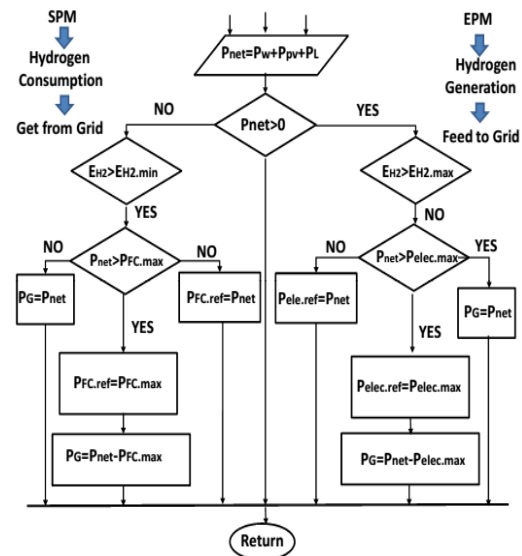 SPM
Hydrogen
Consumption
Get from Grid
EPM
Hydrogen
Generation
Feed to Grid
Pnet=Pw+Ppv+PL
NO
Pnet>0
YES
EH2>EH2.min
EH2>EH2.max
YES
NO
NO
Pnet>PFC.max
NO
NO
Pnet>Pelec.max
YES
PG=Pnet
PFC.ref=Pnet
Pele.ref=Pnet
PG=Pnet
YES
YES
PFC.ref=PFC.max
Pelec.ref=Pelec.max
PG=Pnet-PFC.max
PG=Pnet-Pelec.max
Return